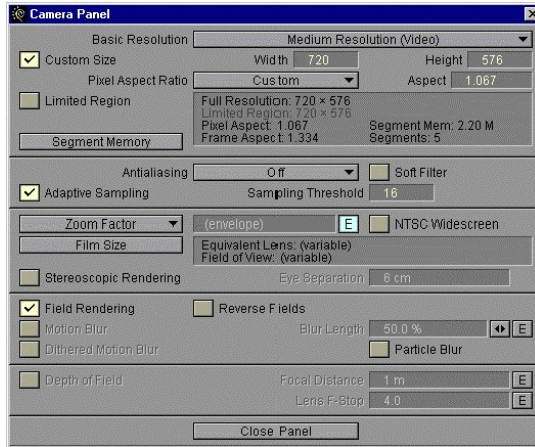 Camera Panel
Basic Resolution Medium Resolution (Video)
Custom Size Width 720 Height 576
Pixel Aspect Ratio Custom Aspect 1.067
Limited Region
Full Resolution: 720 × 576
Limited Region: 720 × 576
Pixel Aspect: 1.067 Segment Mem: 2.20 M
Frame Aspect: 1.334 Segments: 5
Segment Memory
Antialiasing Off Soft Filter
Adaptive Sampling Sampling Threshold 16
Zoom Factor (envelope) E NTSC Widescreen
Film Size
Equivalent Lens: (variable)
Field of View: (variable)
Stereoscopic Rendering Eye Separation 6 cm
Field Rendering Reverse Fields
Motion Blur Blur Length 50.0 % E
Dithered Motion Blur Particle Blur
Depth of Field Focal Distance 1 m E
Lens F-Stop 4.0 E
Close Panel